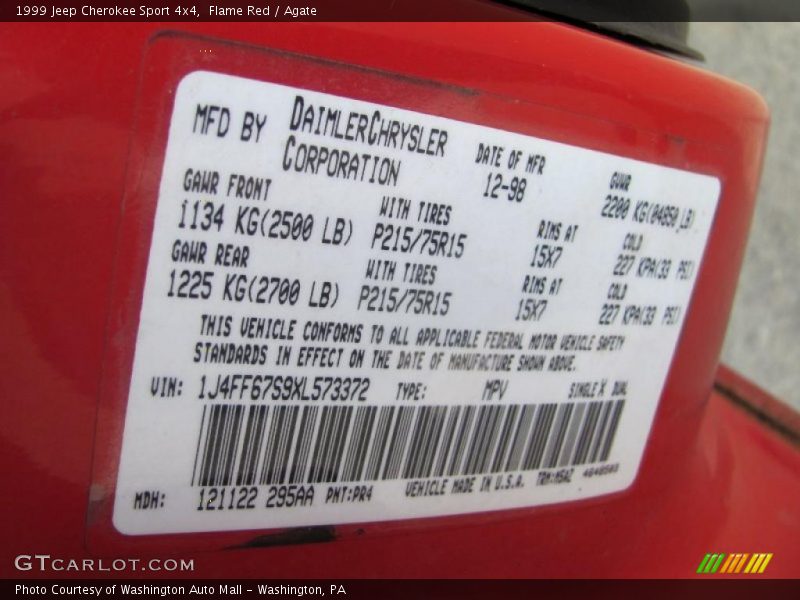 1999 Jeep Cherokee Sport 4x4,  Flame Red / Agate
MFD BY DAIMLERCHRYSLER CORPORATION
DATE OF MFR 12-98
GVWR 2200 KG(04850 LB)
GAWR FRONT 1134 KG(2500 LB)
WITH TIRES P215/75R15
RIMS AT 15X7
COLD 227 KPA(33 PSI)
GAWR REAR 1225 KG(2700 LB)
WITH TIRES P215/75R15
RIMS AT 15X7
COLD 227 KPA(33 PSI)
THIS VEHICLE CONFORMS TO ALL APPLICABLE FEDERAL MOTOR VEHICLE SAFETY
STANDARDS IN EFFECT ON THE DATE OF MANUFACTURE SHOWN ABOVE.
VIN: 1J4FF67S9XL573372 TYPE: MPV SINGLE X DUAL
MDH: 121122 295AA PNT:PR4 VEHICLE MADE IN U.S.A.
GTCARLOT.COM
Photo Courtesy of Washington Auto Mall - Washington, PA